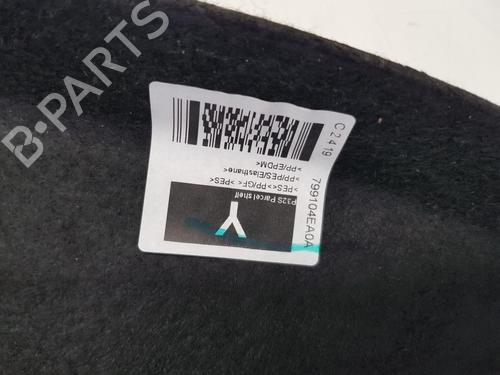 B-PARTS
C2419
799104EA0A
>PP/EPDM<
>PP/PES/Elasthane<
>PES< >PP/GF< >PES<
P32S Parcel shelf